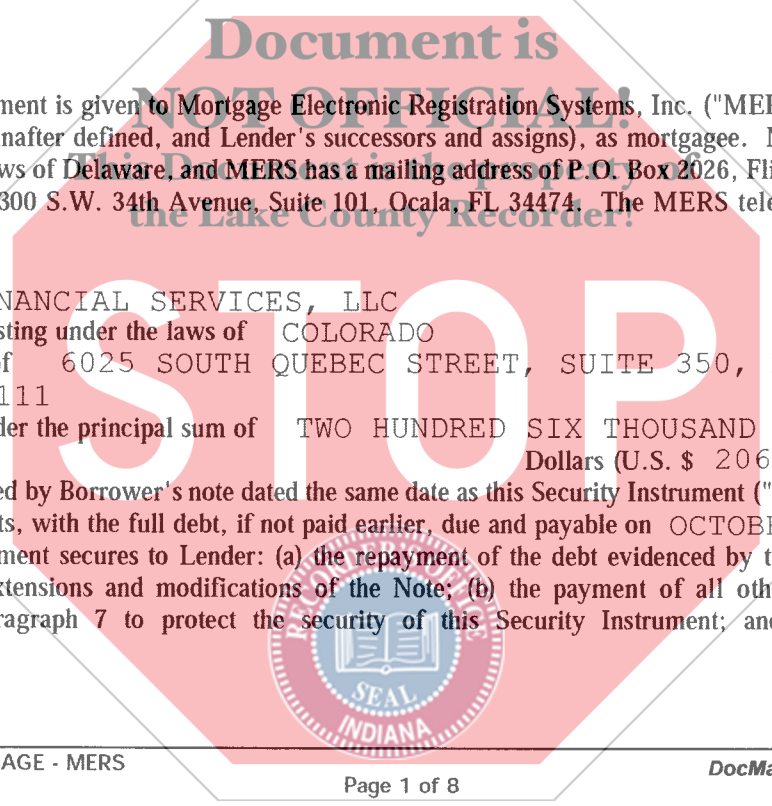 Document is
NOT OFFICIAL!
This Document is the property of
the Lake County Recorder!
ment is given to Mortgage Electronic Registration Systems, Inc. ("MER
nafter defined, and Lender's successors and assigns), as mortgagee.
ws of Delaware, and MERS has a mailing address of P.O. Box 2026, Fli
300 S.W. 34th Avenue, Suite 101, Ocala, FL 34474. The MERS tele
NANCIAL SERVICES, LLC
sting under the laws of COLORADO
of 6025 SOUTH QUEBEC STREET, SUITE 350,
111
der the principal sum of TWO HUNDRED SIX THOUSAND
Dollars (U.S. $ 206
ed by Borrower's note dated the same date as this Security Instrument ("
ts, with the full debt, if not paid earlier, due and payable on OCTOBE
ment secures to Lender: (a) the repayment of the debt evidenced by t
xtensions and modifications of the Note; (b) the payment of all oth
ragraph 7 to protect the security of this Security Instrument; and
STOP
SEAL
INDIANA
AGE - MERS
DocMa
Page 1 of 8